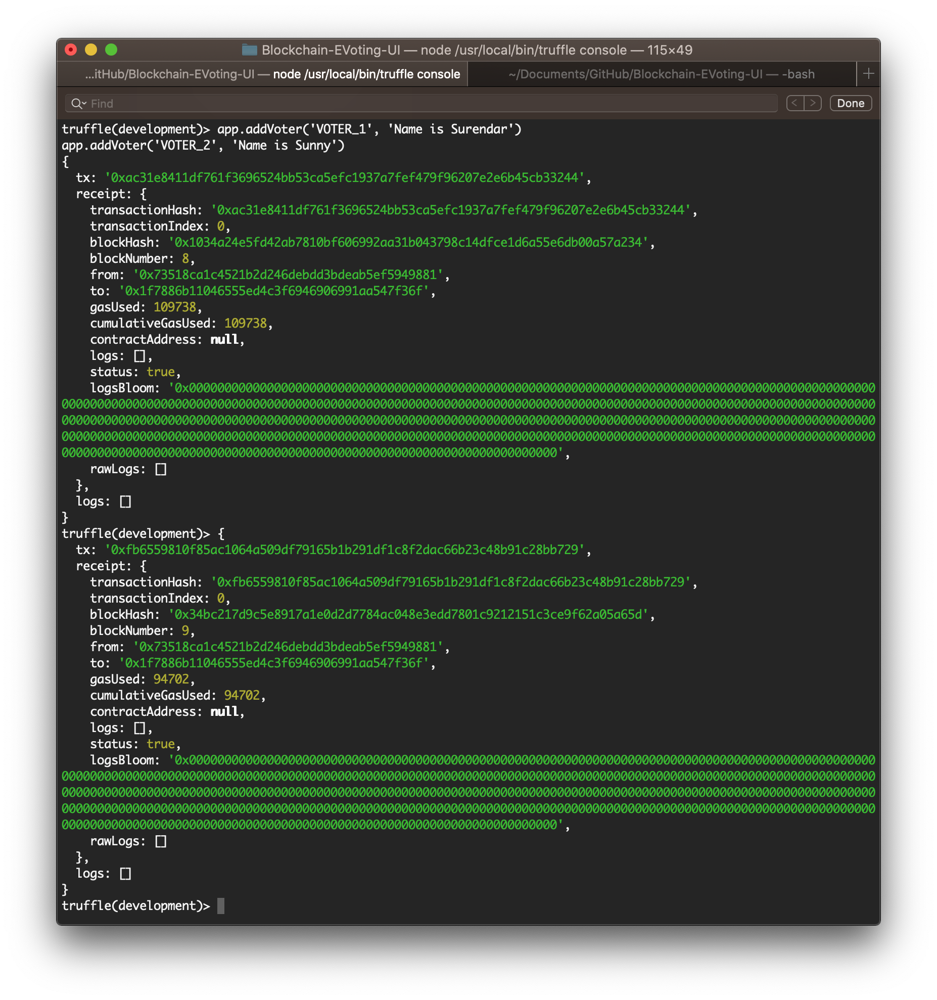 Blockchain-EVoting-UI — node /usr/local/bin/truffle console — 115×49
...itHub/Blockchain-EVoting-UI — node /usr/local/bin/truffle console
~/Documents/GitHub/Blockchain-EVoting-UI — -bash
Find
Done
truffle(development)> app.addVoter('VOTER_1', 'Name is Surendar')
app.addVoter('VOTER_2', 'Name is Sunny')
{
  tx: '0xac31e8411df761f3696524bb53ca5efc1937a7fef479f96207e2e6b45cb33244',
  receipt: {
    transactionHash: '0xac31e8411df761f3696524bb53ca5efc1937a7fef479f96207e2e6b45cb33244',
    transactionIndex: 0,
    blockHash: '0x1034a24e5fd42ab7810bf606992aa31b043798c14dfce1d6a55e6db00a57a234',
    blockNumber: 8,
    from: '0x73518ca1c4521b2d246debdd3bdeab5ef5949881',
    to: '0x1f7886b11046555ed4c3f6946906991aa547f36f',
    gasUsed: 109738,
    cumulativeGasUsed: 109738,
    contractAddress: null,
    logs: [],
    status: true,
    logsBloom: '0x0000000000000000000000000000000000000000000000000000000000000000000000000000000000000000000000000
0000000000000000000000000000000000000000000000000000000000000000000000000000000000000000000000000000000000000000000
0000000000000000000000000000000000000000000000000000000000000000000000000000000000000000000000000000000000000000000
0000000000000000000000000000000000000000000000000000000000000000000000000000000000000000000000000000000000000000000
0000000000000000000000000000000000000000000000000000000000000000000000',
    rawLogs: []
  },
  logs: []
}
truffle(development)> {
  tx: '0xfb6559810f85ac1064a509df79165b1b291df1c8f2dac66b23c48b91c28bb729',
  receipt: {
    transactionHash: '0xfb6559810f85ac1064a509df79165b1b291df1c8f2dac66b23c48b91c28bb729',
    transactionIndex: 0,
    blockHash: '0x34bc217d9c5e8917a1e0d2d7784ac048e3edd7801c9212151c3ce9f62a05a65d',
    blockNumber: 9,
    from: '0x73518ca1c4521b2d246debdd3bdeab5ef5949881',
    to: '0x1f7886b11046555ed4c3f6946906991aa547f36f',
    gasUsed: 94702,
    cumulativeGasUsed: 94702,
    contractAddress: null,
    logs: [],
    status: true,
    logsBloom: '0x0000000000000000000000000000000000000000000000000000000000000000000000000000000000000000000000000
0000000000000000000000000000000000000000000000000000000000000000000000000000000000000000000000000000000000000000000
0000000000000000000000000000000000000000000000000000000000000000000000000000000000000000000000000000000000000000000
0000000000000000000000000000000000000000000000000000000000000000000000000000000000000000000000000000000000000000000
0000000000000000000000000000000000000000000000000000000000000000000000',
    rawLogs: []
  },
  logs: []
}
truffle(development)>